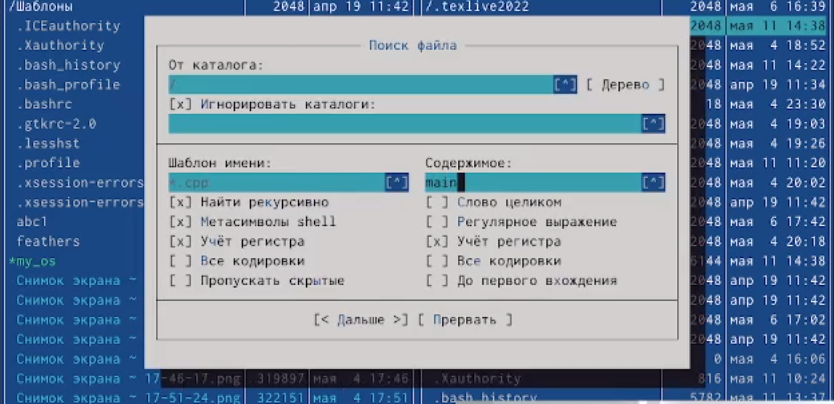 /Шаблоны 2048 апр 19 11:42 /.texlive2022 2048 мая 6 16:39
.ICEauthority 2048 мая 11 14:38
.Xauthority Поиск файла 2048 мая 4 18:52
.bash_history От каталога: 2048 мая 11 14:22
.bash_profile / [^] [ Дерево ] 2048 апр 19 11:34
.bashrc [x] Игнорировать каталоги: 18 мая 4 23:30
.gtkrc-2.0 [^] 2048 мая 4 19:03
.lesshst 2048 мая 4 19:26
.profile Шаблон имени: Содержимое: 2048 мая 11 11:20
.xsession-errors *.cpp [^] main [^] 2048 мая 4 20:02
.xsession-errors [x] Найти рекурсивно [ ] Слово целиком 2048 апр 19 11:42
abc1 [x] Метасимволы shell [ ] Регулярное выражение 2048 мая 6 17:42
feathers [x] Учёт регистра [x] Учёт регистра 2048 мая 4 20:18
*my_os [ ] Все кодировки [ ] Все кодировки 6144 мая 11 14:38
Снимок экрана ~ [ ] Пропускать скрытые [ ] До первого вхождения 2048 апр 19 11:42
Снимок экрана ~ 2048 апр 19 11:42
Снимок экрана ~ [< Дальше >] [ Прервать ] 2048 мая 6 17:02
Снимок экрана ~ 2048 апр 19 11:42
Снимок экрана ~ 0 мая 4 16:06
Снимок экрана ~ 17-46-17.png 319897 мая 4 17:46 .Xauthority 816 мая 11 10:24
Снимок экрана ~ 17-51-24.png 322151 мая 4 17:51 .bash_history 5782 мая 11 13:37